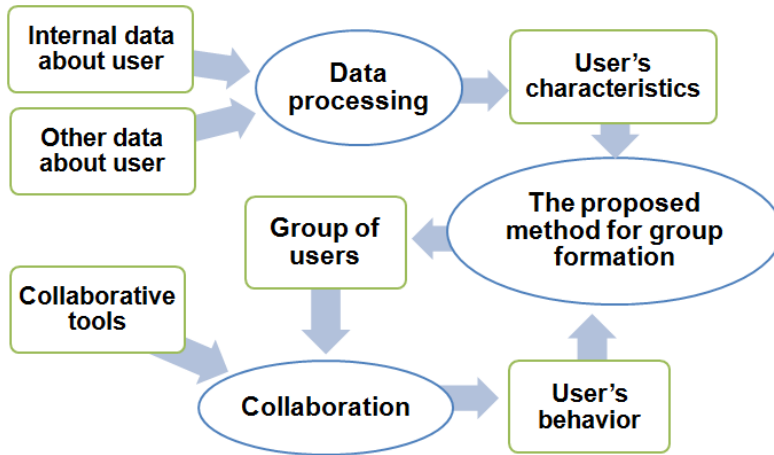 Internal data
about user
Data
processing
User's
characteristics
Other data
about user
The proposed
method for group
formation
Group of
users
Collaborative
tools
Collaboration
User's
behavior